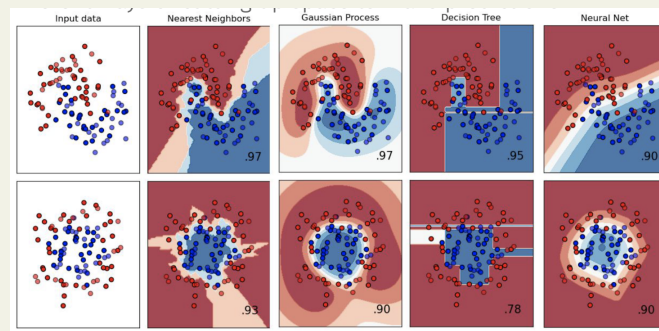 Input data
Nearest Neighbors
Gaussian Process
Decision Tree
Neural Net
.97
.97
.95
.90
.93
.90
.78
.90